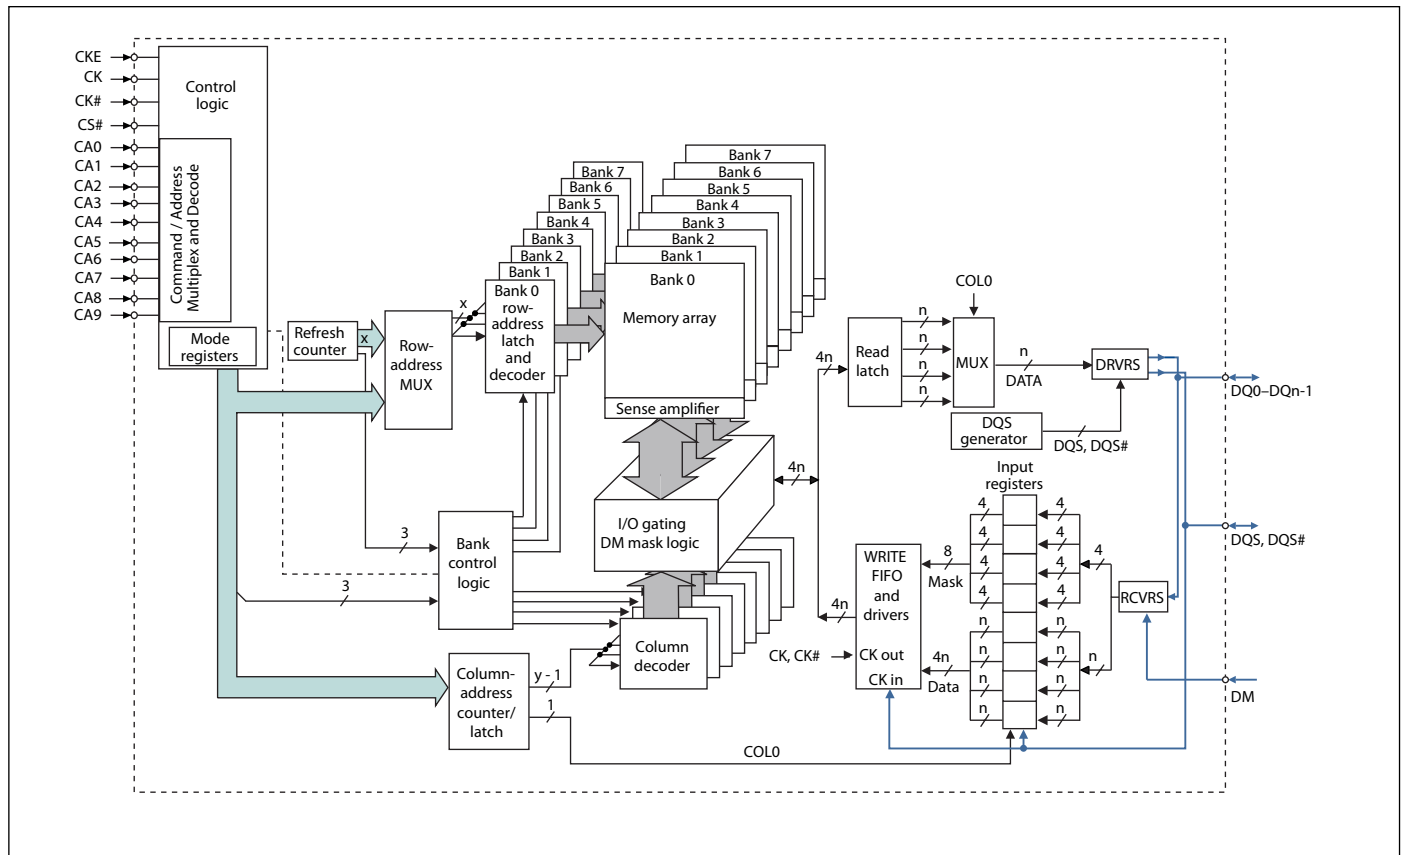 CKE
CK
CK#
CS#
CA0
CA1
CA2
CA3
CA4
CA5
CA6
CA7
CA8
CA9
Control
logic
Command / Address
Multiplex and Decode
Mode
registers
Refresh
counter
x
Row-
address
MUX
x
Bank 7
Bank 6
Bank 5
Bank 4
Bank 3
Bank 2
Bank 1
Bank 0
row-
address
latch
and
decoder
Bank 7
Bank 6
Bank 5
Bank 4
Bank 3
Bank 2
Bank 1
Bank 0
Memory array
Sense amplifier
3
3
Bank
control
logic
I/O gating
DM mask logic
Column
decoder
Column-
address
counter/
latch
y - 1
1
COL0
4n
4n
4n
Read
latch
n
n
n
n
COL0
MUX
n
DATA
DRVRS
DQS
generator
DQS, DQS#
DQ0–DQn-1
DQS, DQS#
DM
Input
registers
4
4
4
4
n
n
n
n
4
4
4
4
n
n
n
n
4
n
RCVRS
8
Mask
4n
Data
WRITE
FIFO
and
drivers
CK out
CK in
CK, CK#